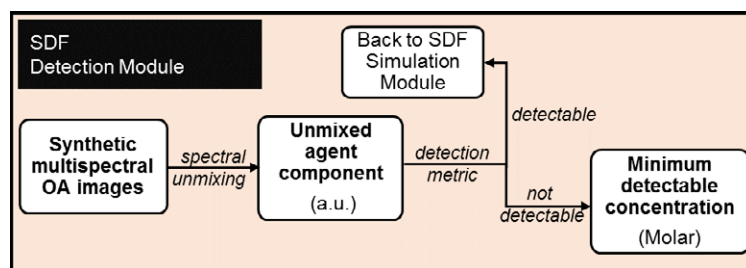 SDF
Detection Module
Back to SDF
Simulation
Module
Synthetic
multispectral
OA images
spectral
unmixing
Unmixed
agent
component
(a.u.)
detection
metric
detectable
not
detectable
Minimum
detectable
concentration
(Molar)